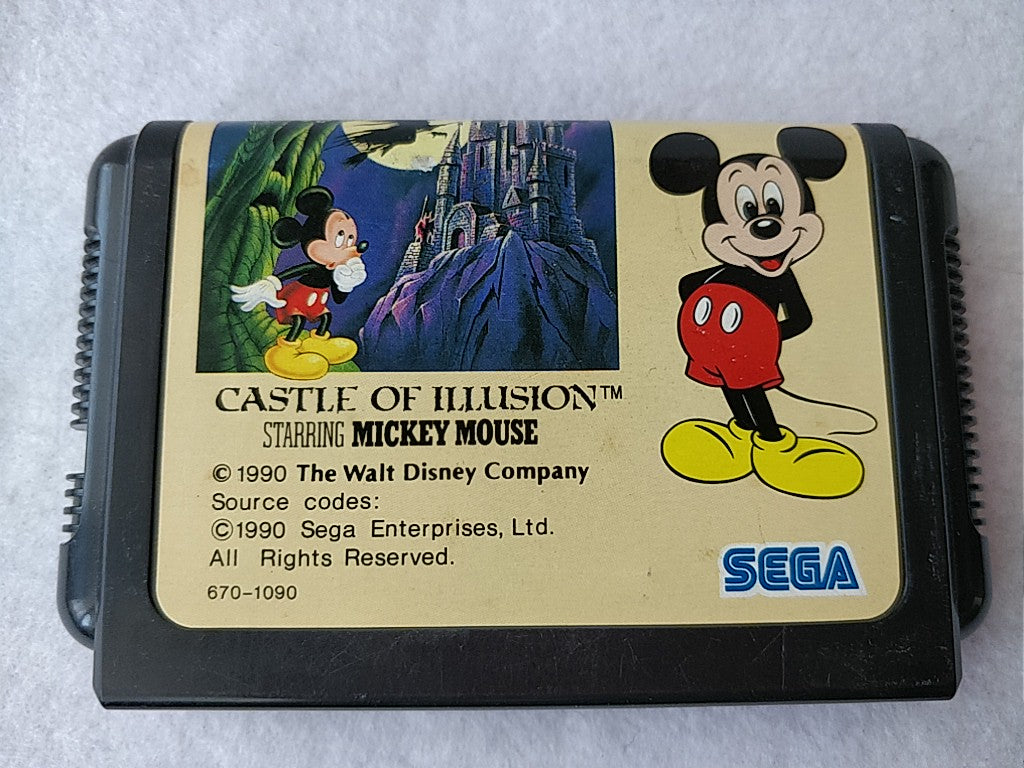 CASTLE OF ILLUSION™
STARRING MICKEY MOUSE
© 1990 The Walt Disney Company
Source codes:
©1990 Sega Enterprises, Ltd.
All Rights Reserved.
670-1090
SEGA